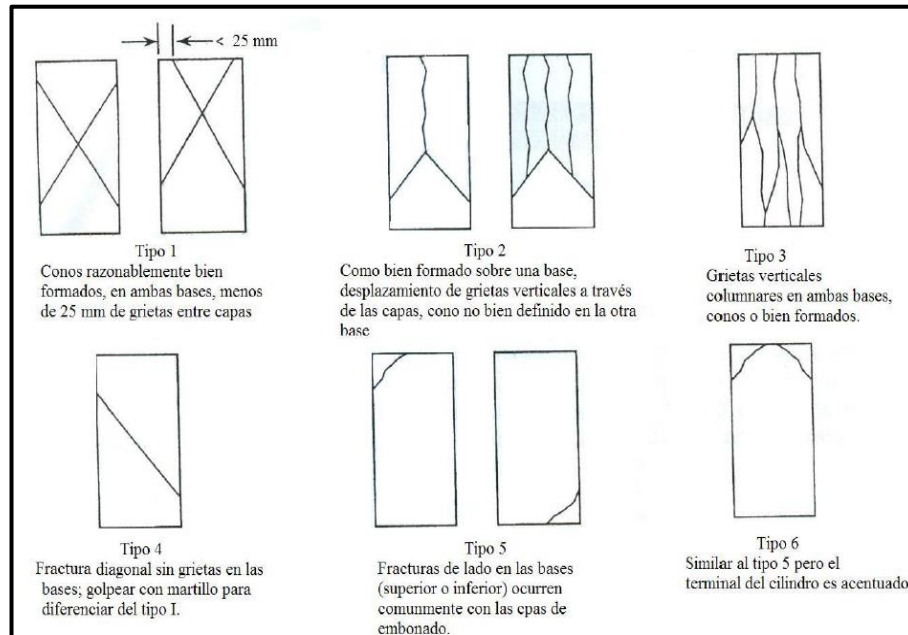 < 25 mm
Tipo 1
Conos razonablemente bien
formados, en ambas bases, menos
de 25 mm de grietas entre capas
Tipo 2
Como bien formado sobre una base,
desplazamiento de grietas verticales a través
de las capas, cono no bien definido en la otra
base
Tipo 3
Grietas verticales
columnares en ambas bases,
conos o bien formados.
Tipo 4
Fractura diagonal sin grietas en las
bases; golpear con martillo para
diferenciar del tipo I.
Tipo 5
Fracturas de lado en las bases
(superior o inferior) ocurren
comunmente con las cpas de
embonado.
Tipo 6
Similar al tipo 5 pero el
terminal del cilindro es acentuado